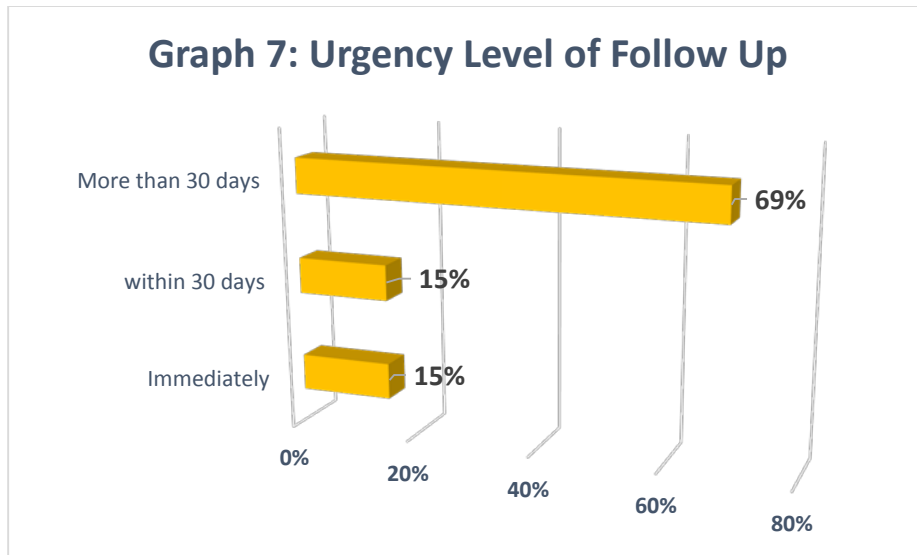 Graph 7: Urgency Level of Follow Up
More than 30 days
69%
within 30 days
15%
Immediately
15%
0%
20%
40%
60%
80%